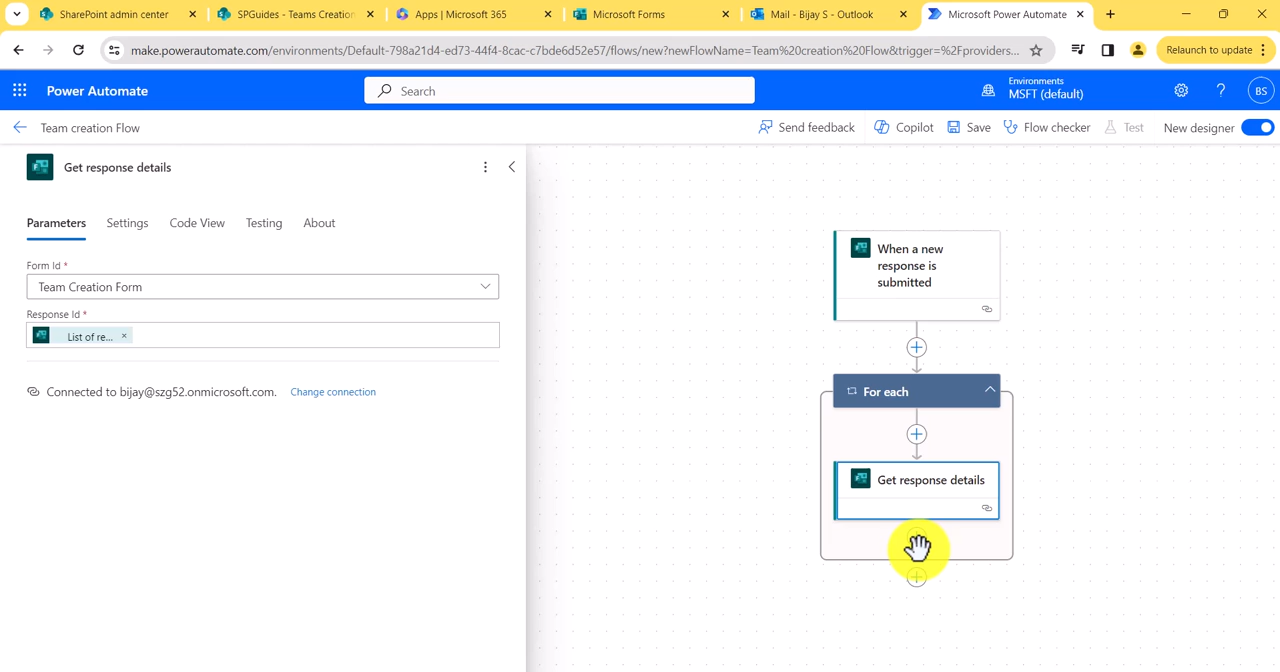 SharePoint admin center
SPGuides - Teams Creation
Apps | Microsoft 365
Microsoft Forms
Mail - Bijay S - Outlook
Microsoft Power Automate
make.powerautomate.com/environments/Default-798a21d4-ed73-44f4-8cac-c7bde6d52e57/flows/new?newFlowName=Team%20creation%20Flow&trigger=%2Fproviders...
Relaunch to update
Power Automate
Search
Environments
MSFT (default)
BS
Team creation Flow
Send feedback
Copilot
Save
Flow checker
Test
New designer
Get response details
Parameters
Settings
Code View
Testing
About
Form Id *
Team Creation Form
Response Id *
List of re...
Connected to bijay@szg52.onmicrosoft.com. Change connection
When a new
response is
submitted
For each
Get response details